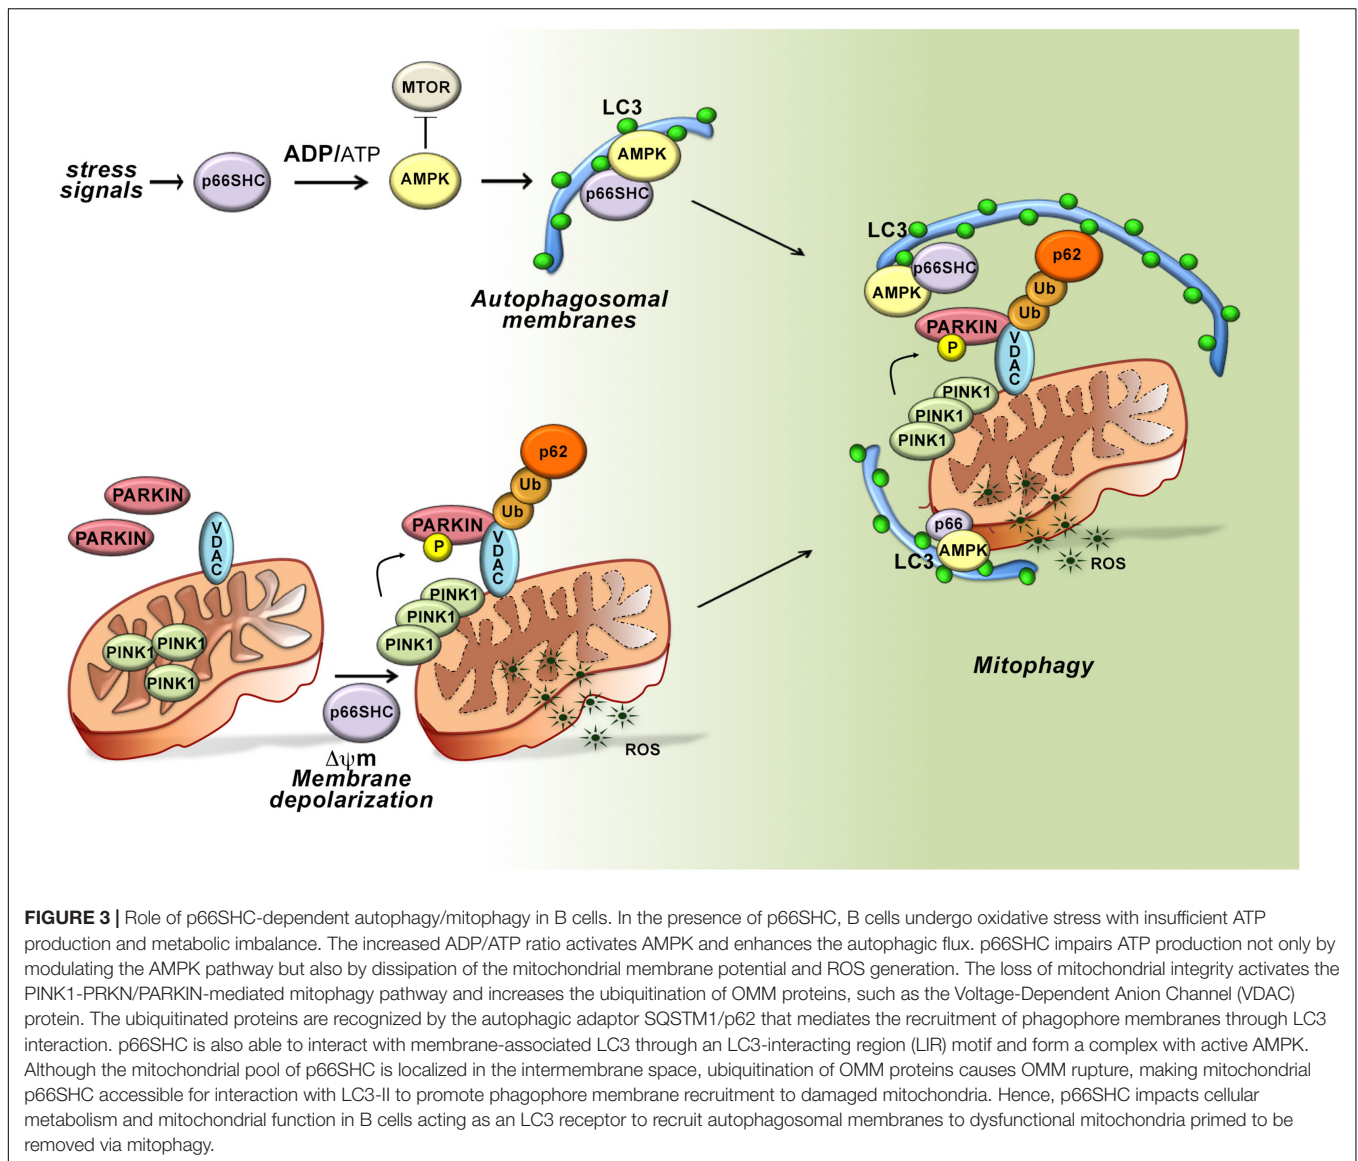 MTOR
LC3
ADP/ATP
stress
signals
p66SHC
AMPK
AMPK
p66SHC
Autophagosomal
membranes
LC3
p66SHC
AMPK
p62
Ub
Ub
PARKIN
P
VDAC
PINK1
PINK1
PINK1
p66
AMPK
LC3
ROS
Mitophagy
PARKIN
PARKIN
VDAC
PINK1
PINK1
PINK1
p66SHC
Δψm
Membrane
depolarization
p62
Ub
Ub
PARKIN
P
VDAC
PINK1
PINK1
PINK1
ROS
FIGURE 3 | Role of p66SHC-dependent autophagy/mitophagy in B cells. In the presence of p66SHC, B cells undergo oxidative stress with insufficient ATP
production and metabolic imbalance. The increased ADP/ATP ratio activates AMPK and enhances the autophagic flux. p66SHC impairs ATP production not only by
modulating the AMPK pathway but also by dissipation of the mitochondrial membrane potential and ROS generation. The loss of mitochondrial integrity activates the
PINK1-PRKN/PARKIN-mediated mitophagy pathway and increases the ubiquitination of OMM proteins, such as the Voltage-Dependent Anion Channel (VDAC)
protein. The ubiquitinated proteins are recognized by the autophagic adaptor SQSTM1/p62 that mediates the recruitment of phagophore membranes through LC3
interaction. p66SHC is also able to interact with membrane-associated LC3 through an LC3-interacting region (LIR) motif and form a complex with active AMPK.
Although the mitochondrial pool of p66SHC is localized in the intermembrane space, ubiquitination of OMM proteins causes OMM rupture, making mitochondrial
p66SHC accessible for interaction with LC3-II to promote phagophore membrane recruitment to damaged mitochondria. Hence, p66SHC impacts cellular
metabolism and mitochondrial function in B cells acting as an LC3 receptor to recruit autophagosomal membranes to dysfunctional mitochondria primed to be
removed via mitophagy.